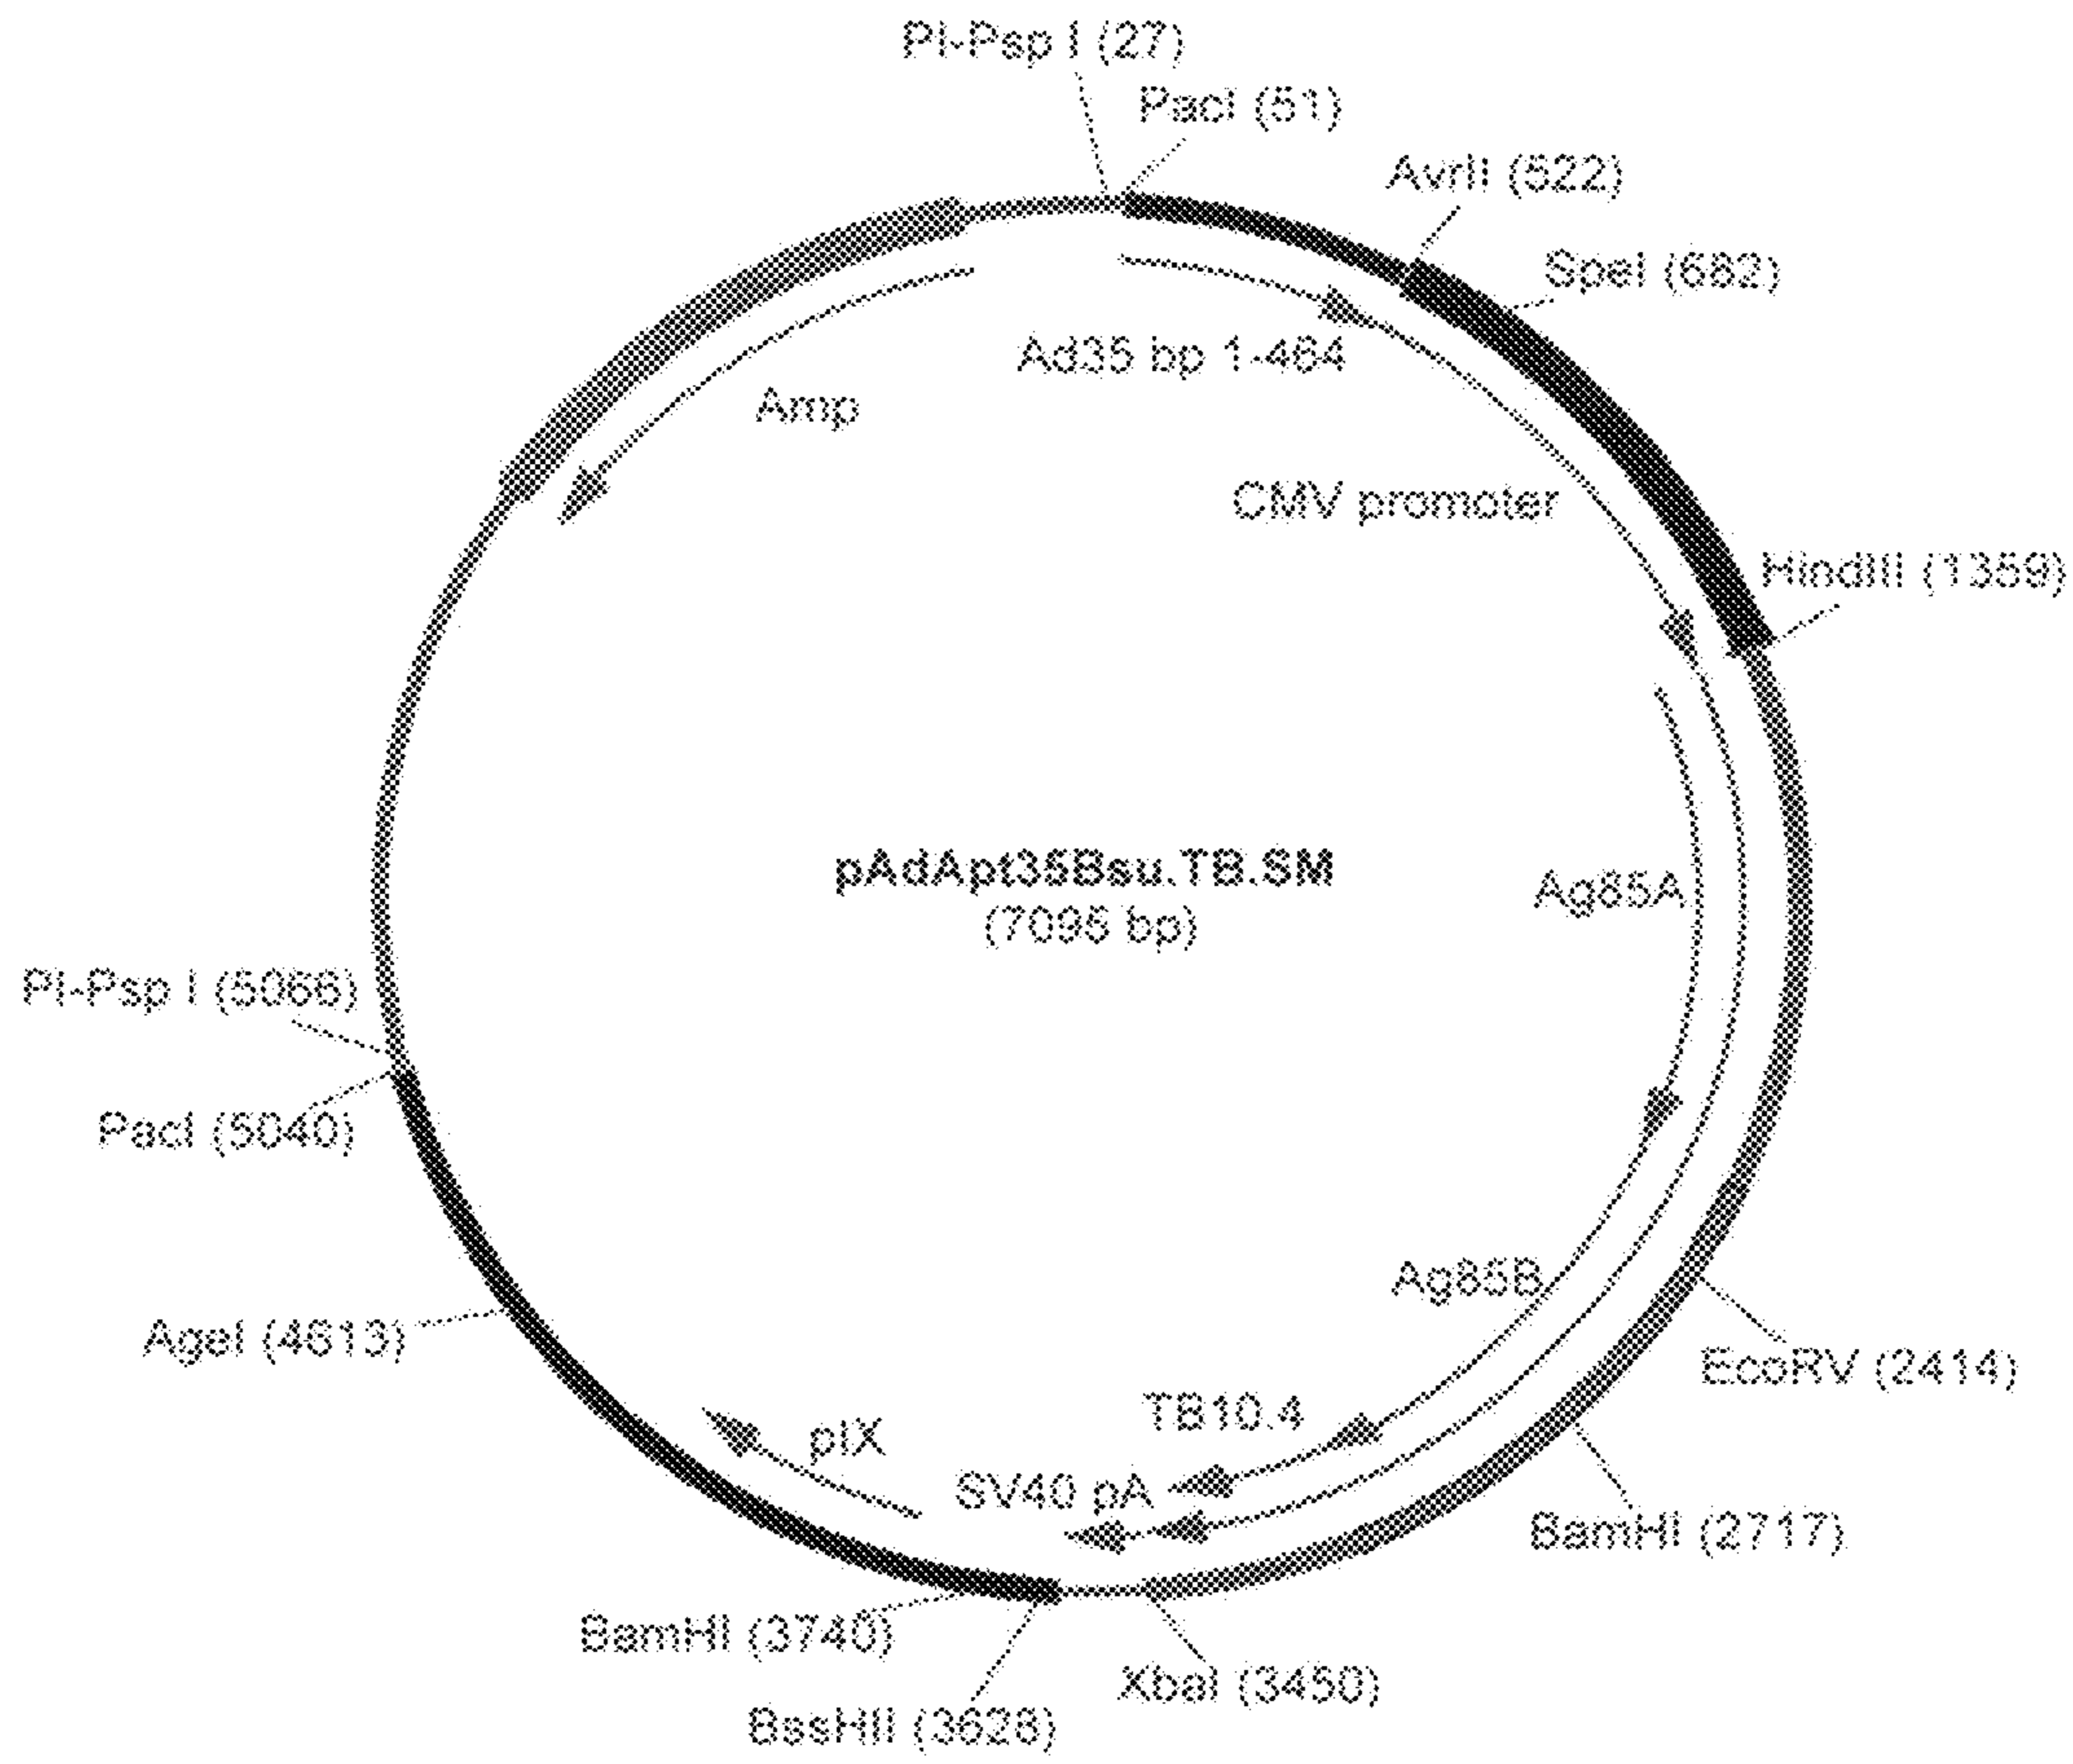 PI-Psp I (27)
PacI (51)
AvrII (522)
SpeI (682)
Ad35 bp 1-464
Amp
CMV promoter
HindIII (1359)
pAdApt35Bsu.TB.SM
(7095 bp)
Ag85A
PI-Psp I (5066)
PacI (5040)
Ag85B
AgeI (4613)
EcoRV (2414)
TB10.4
pIX
SV40 pA
BamHI (2717)
BamHI (3740)
XbaI (3450)
BssHII (3628)